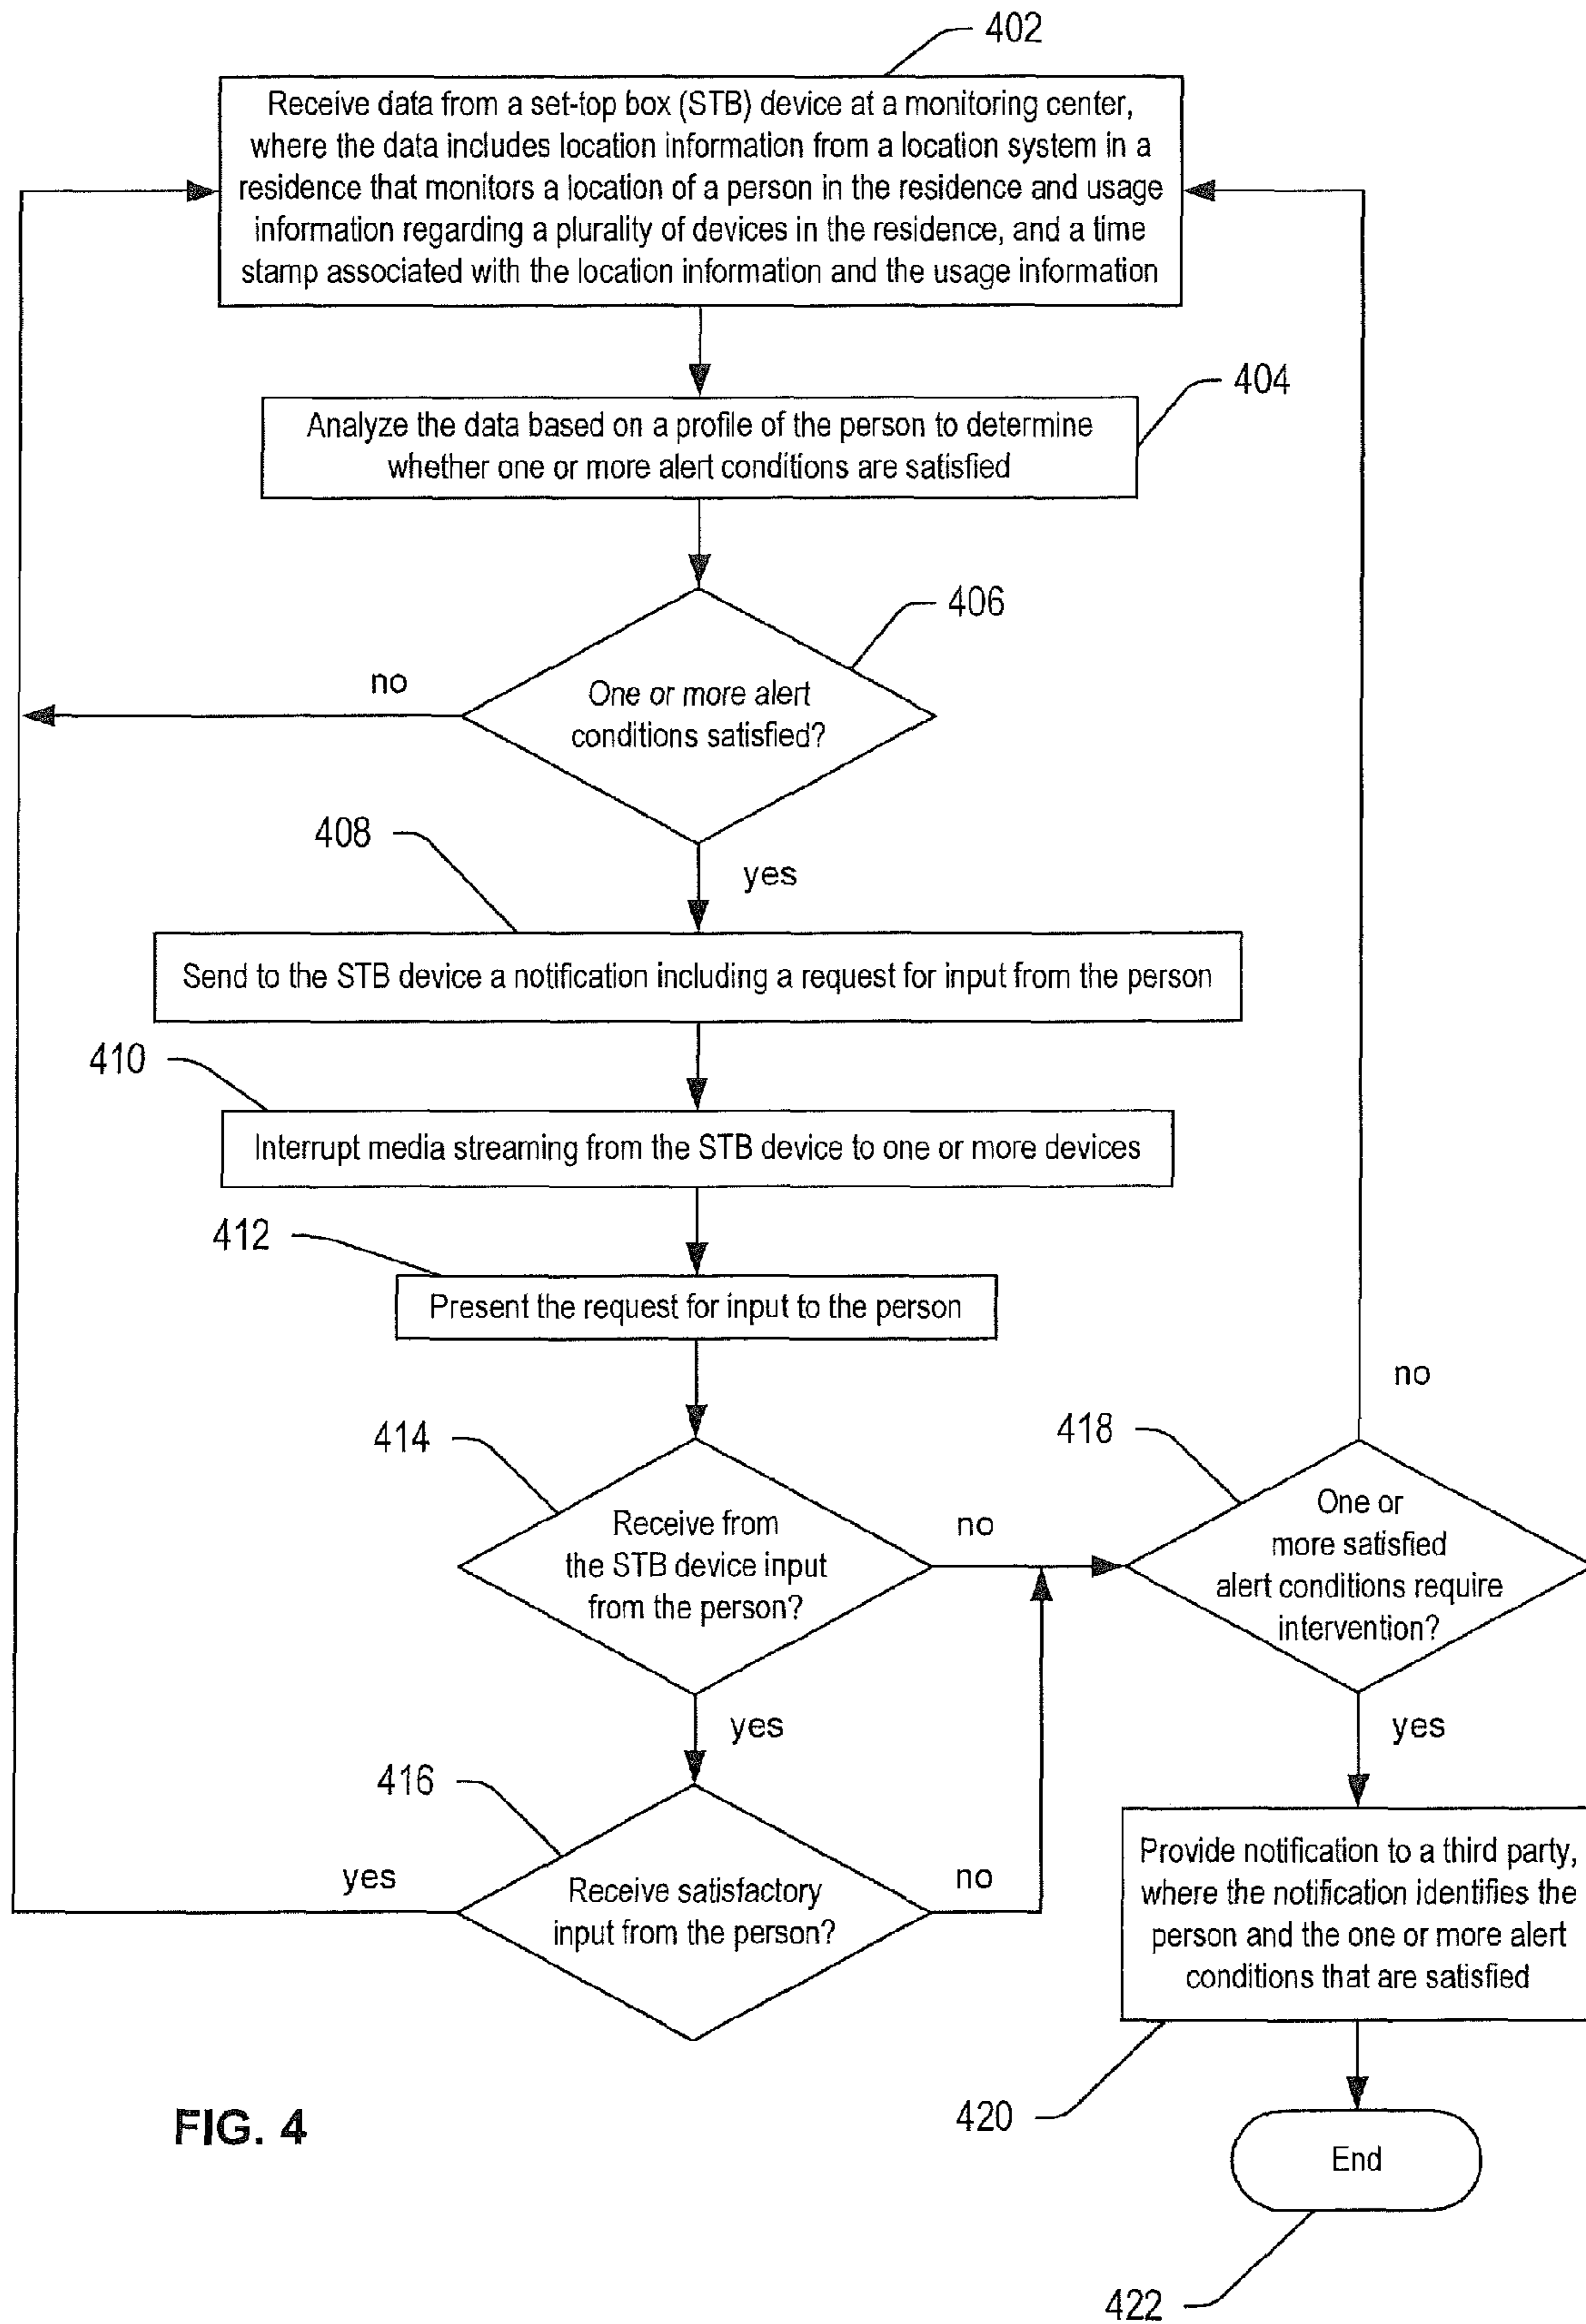 402
Receive data from a set-top box (STB) device at a monitoring center,
where the data includes location information from a location system in a
residence that monitors a location of a person in the residence and usage
information regarding a plurality of devices in the residence, and a time
stamp associated with the location information and the usage information
404
Analyze the data based on a profile of the person to determine
whether one or more alert conditions are satisfied
406
One or more alert
conditions satisfied?
no
yes
408
Send to the STB device a notification including a request for input from the person
410
Interrupt media streaming from the STB device to one or more devices
412
Present the request for input to the person
414
Receive from
the STB device input
from the person?
no
yes
416
Receive satisfactory
input from the person?
yes
no
418
One or
more satisfied
alert conditions require
intervention?
no
yes
Provide notification to a third party,
where the notification identifies the
person and the one or more alert
conditions that are satisfied
420
End
422
FIG. 4